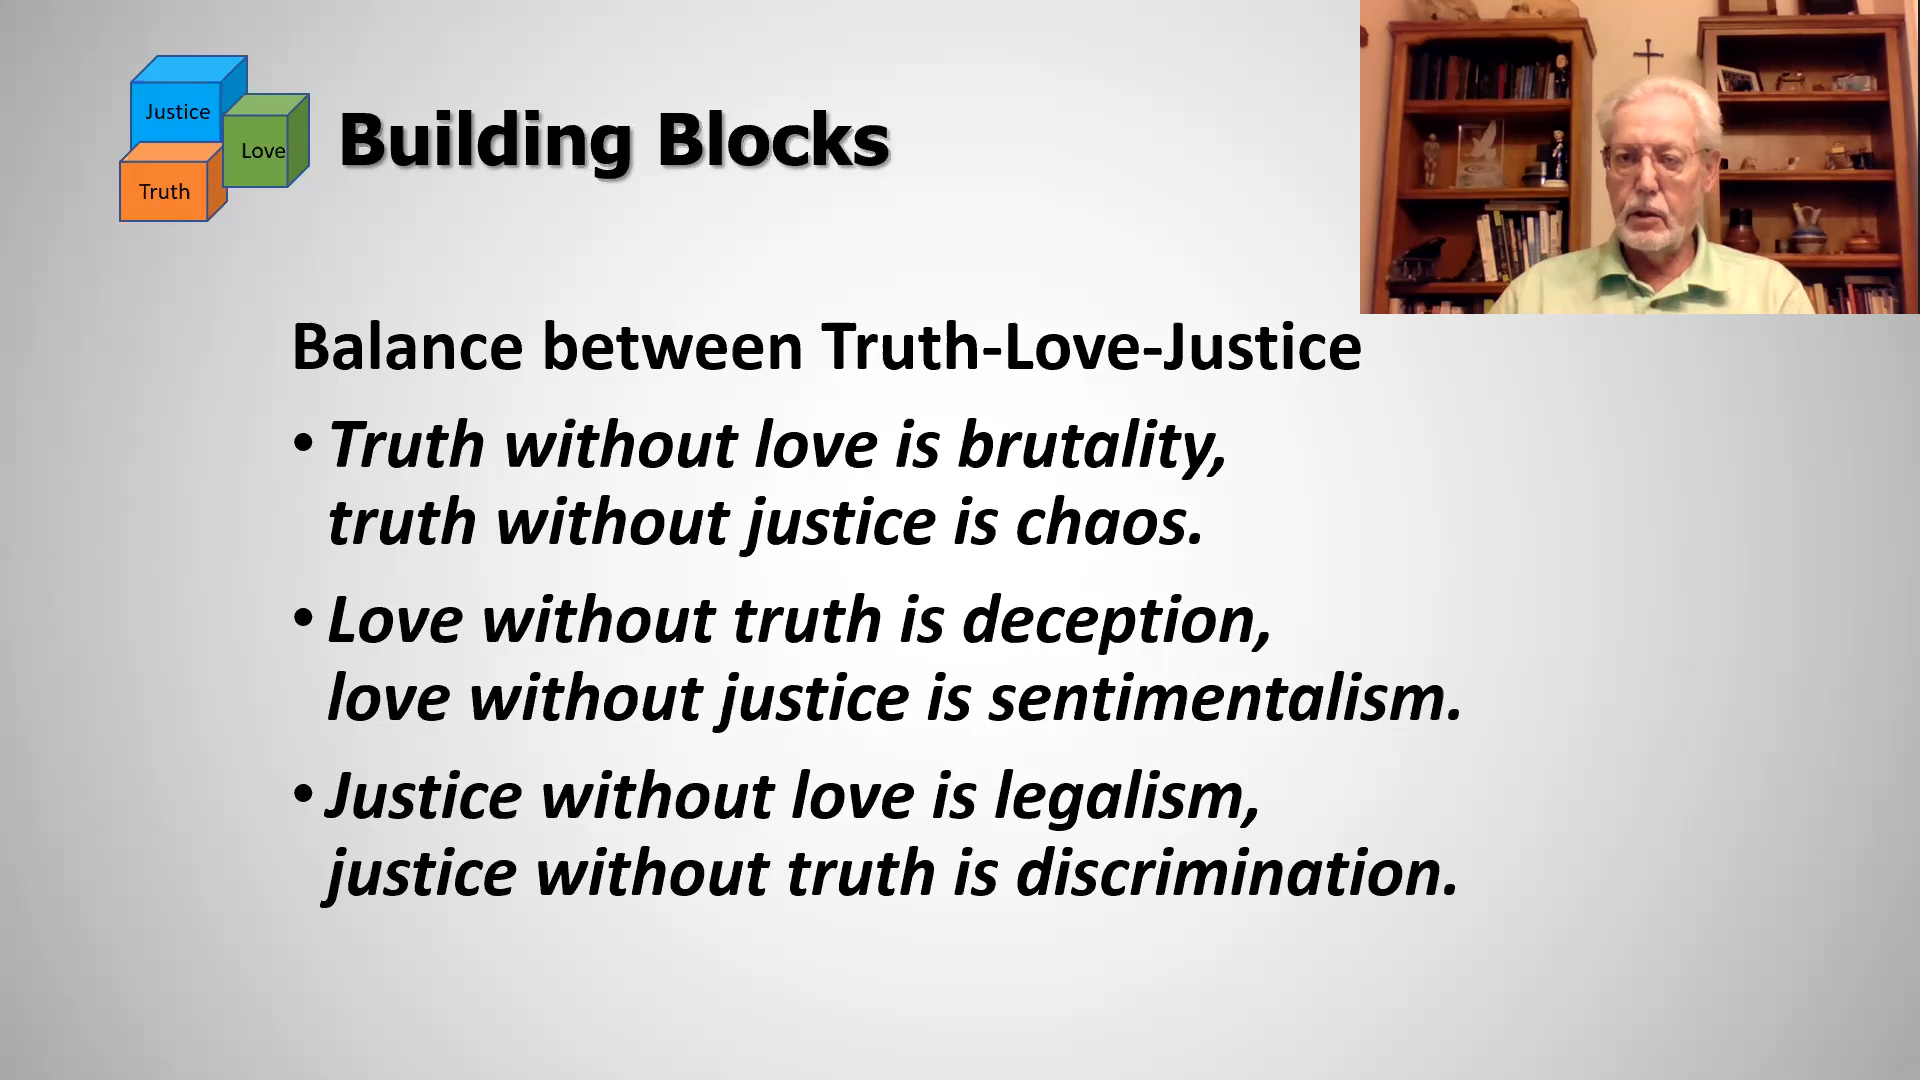 Justice
Love
Truth
Building Blocks
Balance between Truth-Love-Justice
• Truth without love is brutality,
truth without justice is chaos.
• Love without truth is deception,
love without justice is sentimentalism.
• Justice without love is legalism,
justice without truth is discrimination.